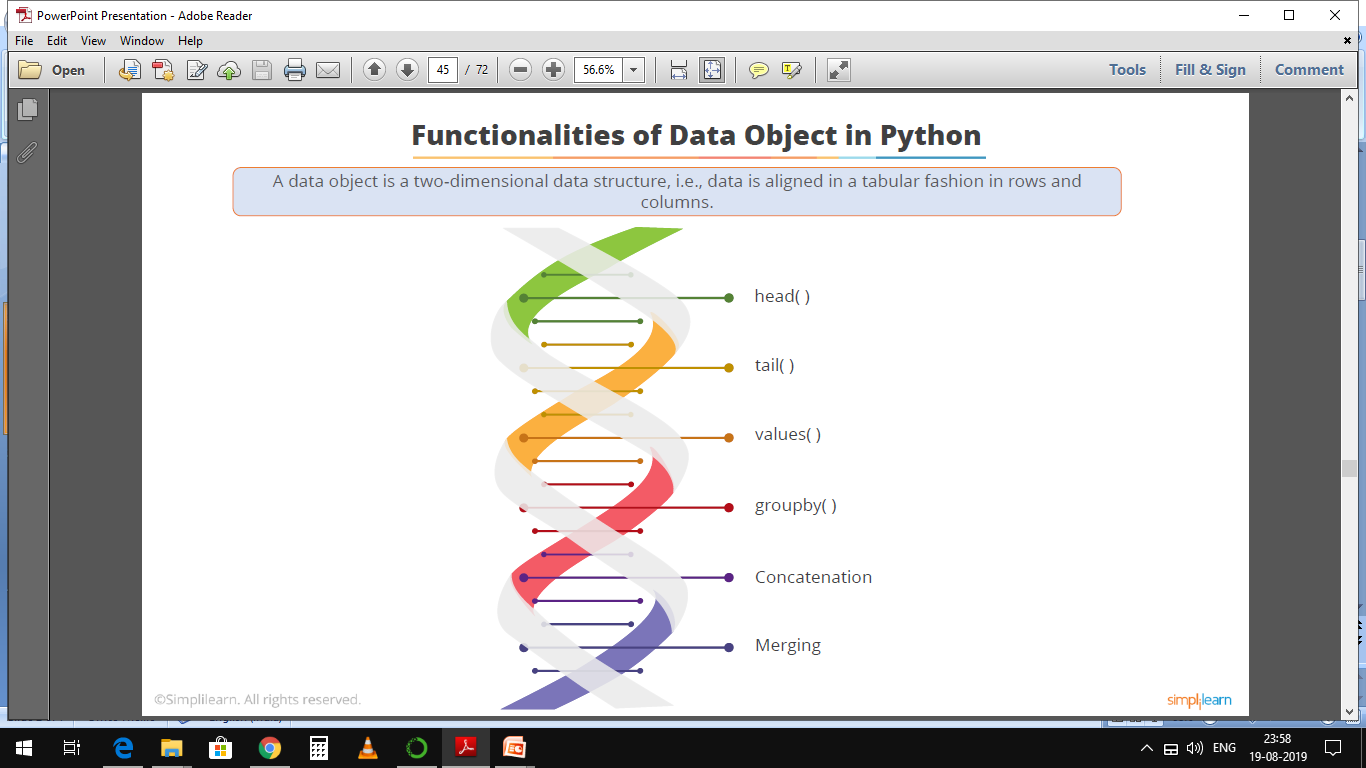 PowerPoint Presentation - Adobe Reader
File Edit View Window Help
Open 45 / 72 56.6% Tools Fill & Sign Comment
Functionalities of Data Object in Python
A data object is a two-dimensional data structure, i.e., data is aligned in a tabular fashion in rows and
columns.
head( )
tail( )
values( )
groupby( )
Concatenation
Merging
©Simplilearn. All rights reserved.
simplilearn
ENG
23:58
19-08-2019